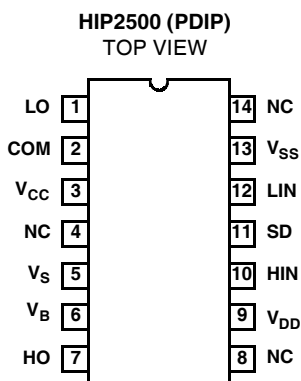 HIP2500 (PDIP)
TOP VIEW
LO 1 14 NC
COM 2 13 VSS
VCC 3 12 LIN
NC 4 11 SD
VS 5 10 HIN
VB 6 9 VDD
HO 7 8 NC